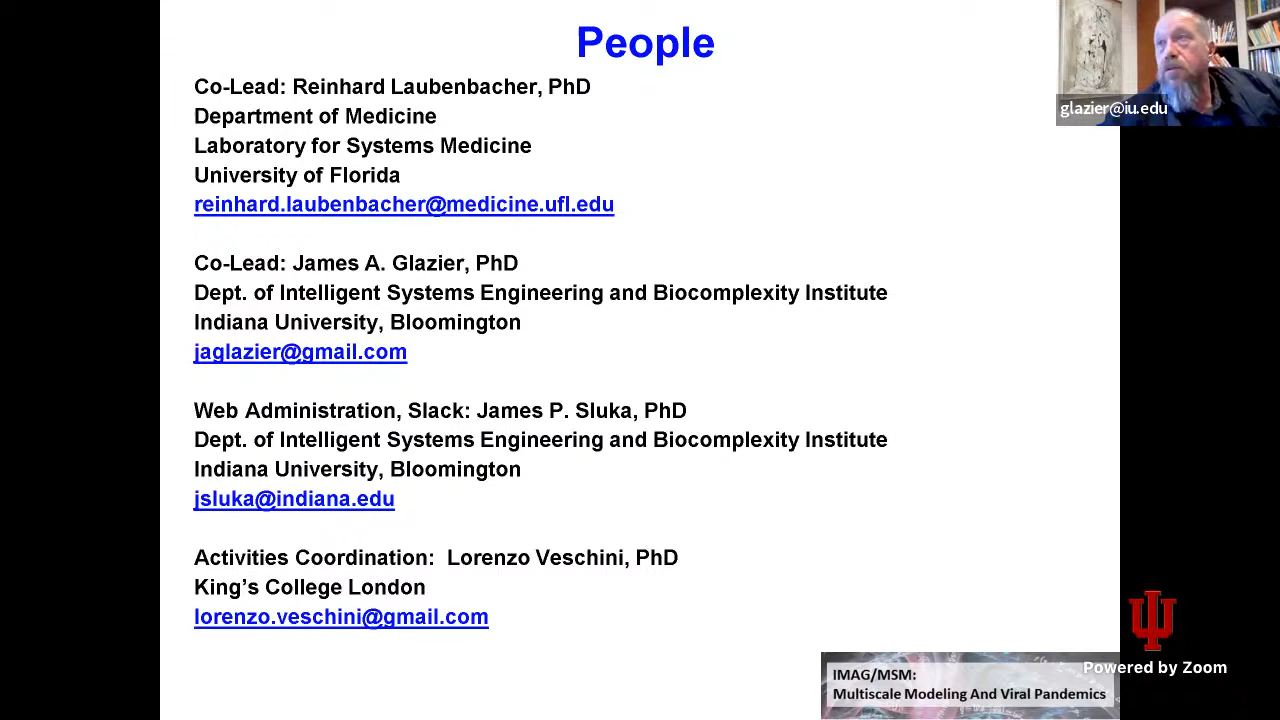 People
Co-Lead: Reinhard Laubenbacher, PhD
Department of Medicine
Laboratory for Systems Medicine
University of Florida
reinhard.laubenbacher@medicine.ufl.edu
Co-Lead: James A. Glazier, PhD
Dept. of Intelligent Systems Engineering and Biocomplexity Institute
Indiana University, Bloomington
jaglazier@gmail.com
Web Administration, Slack: James P. Sluka, PhD
Dept. of Intelligent Systems Engineering and Biocomplexity Institute
Indiana University, Bloomington
jsluka@indiana.edu
Activities Coordination:  Lorenzo Veschini, PhD
King’s College London
lorenzo.veschini@gmail.com
glazier@iu.edu
IMAG/MSM:
Multiscale Modeling And Viral Pandemics
Powered by Zoom